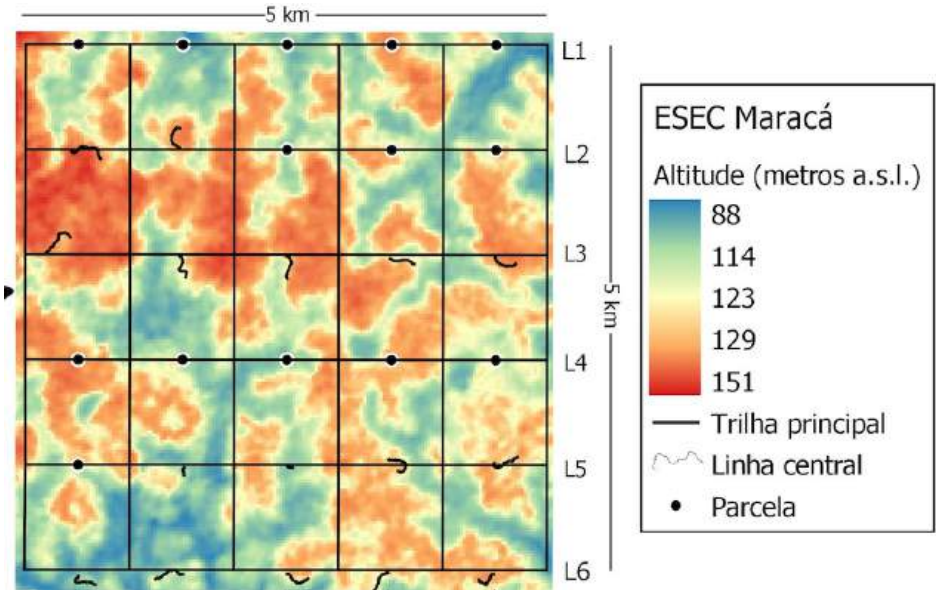 5 km
L1
L2
L3
L4
L5
L6
5 km
ESEC Maracá
Altitude (metros a.s.l.)
88
114
123
129
151
Trilha principal
Linha central
Parcela